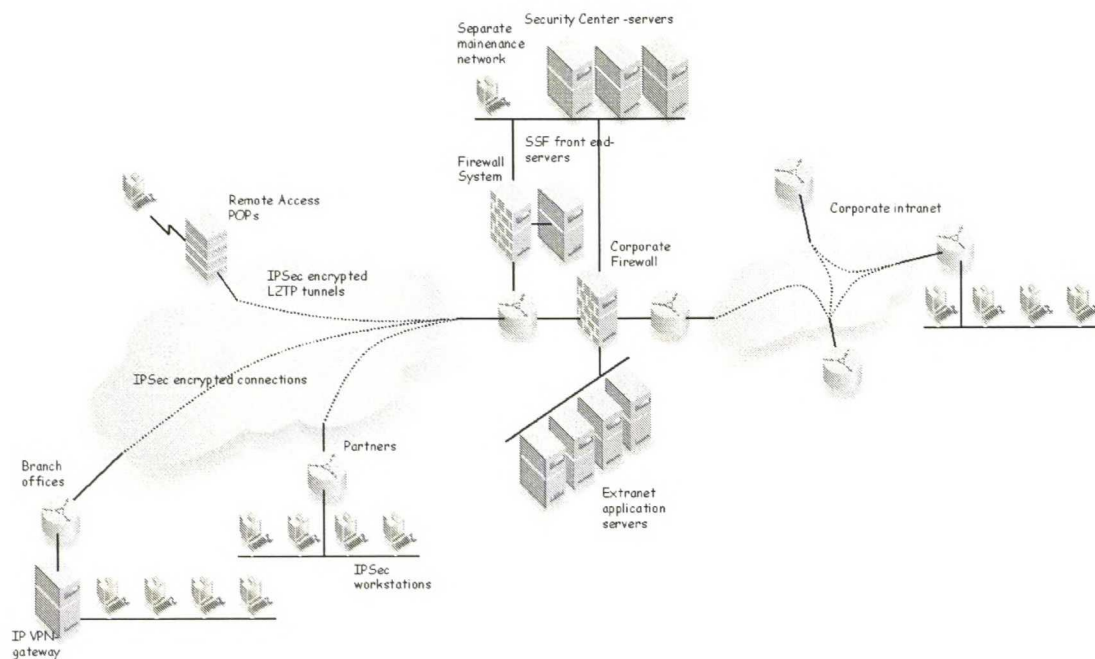 Separate
mainenance
network
Security Center -servers
SSF front end-
servers
Firewall
System
Remote Access
POPs
Corporate intranet
Corporate
Firewall
IPSec encrypted
L2TP tunnels
IPSec encrypted connections
Branch
offices
Partners
Extranet
application
servers
IPSec
workstations
IP VPN-
gateway